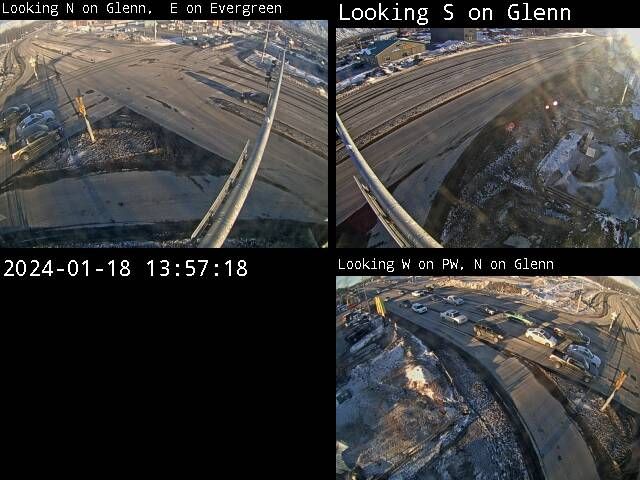 Looking N on Glenn,  E on Evergreen
Looking S on Glenn
2024-01-18 13:57:18
Looking W on PW, N on Glenn